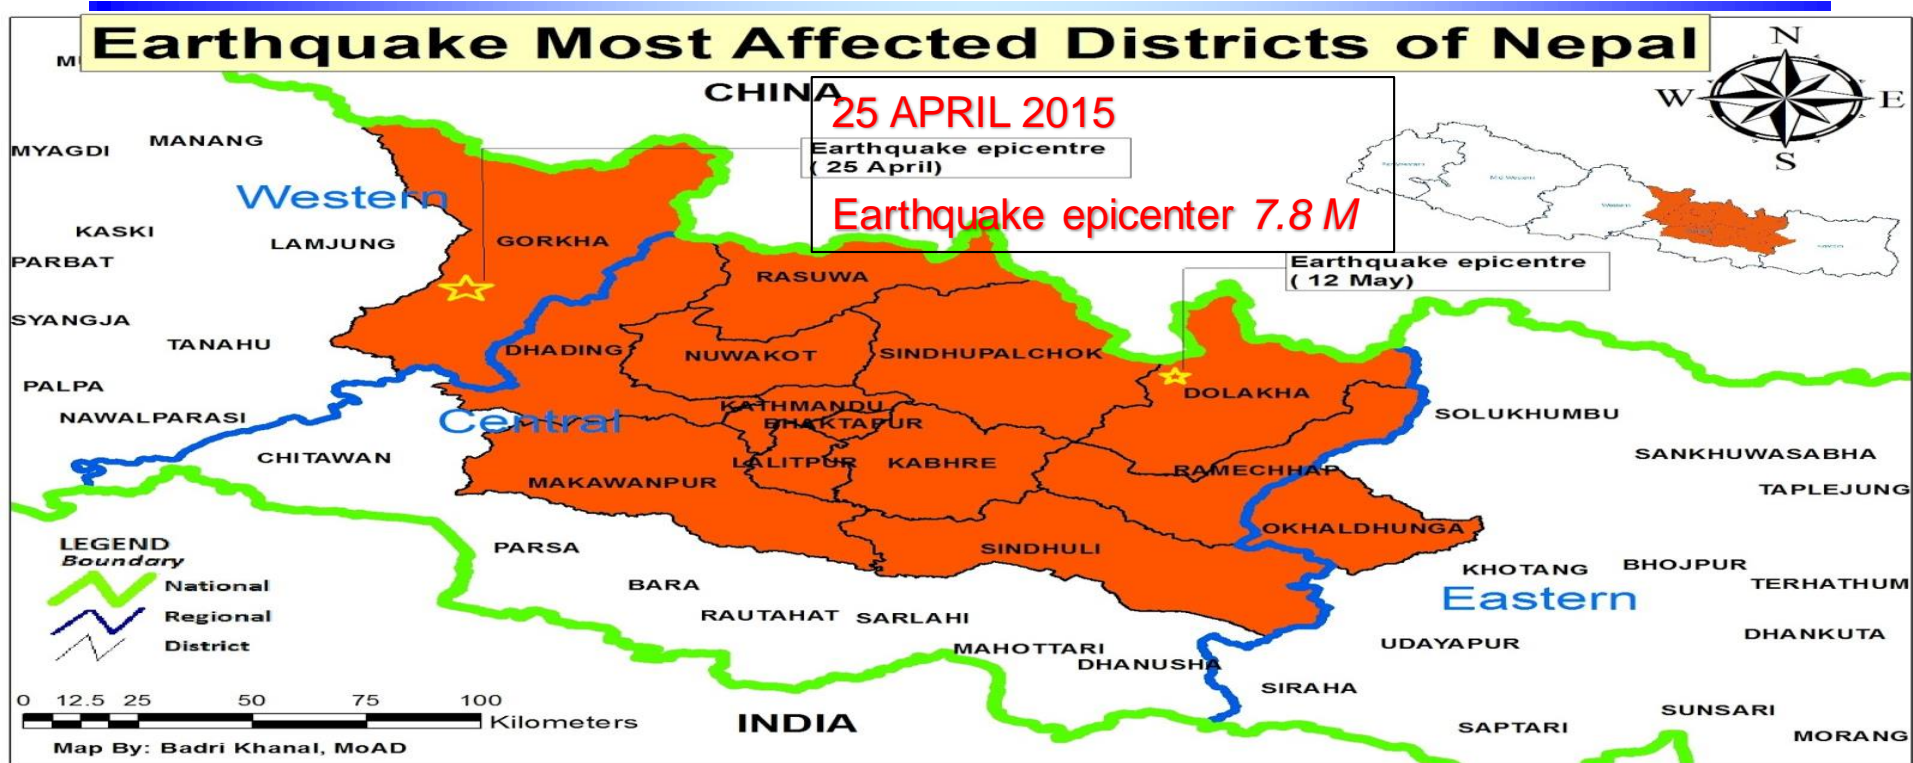 Earthquake Most Affected Districts of Nepal
N
W E
S
CHINA
25 APRIL 2015
Earthquake epicentre
( 25 April)
Earthquake epicenter 7.8 M
Earthquake epicentre
( 12 May)
MANANG
MYAGDI
Western
KASKI
LAMJUNG
GORKHA
PARBAT
RASUWA
SYANGJA
TANAHU
DHADING
NUWAKOT
SINDHUPALCHOK
PALPA
DOLAKHA
NAWALPARASI
Central
KATHMANDU
BHAKTAPUR
SOLUKHUMBU
CHITAWAN
LALITPUR
KABHRE
RAMECHHAP
SANKHUWASABHA
MAKAWANPUR
TAPLEJUNG
OKHALDHUNGA
PARSA
SINDHULI
KHOTANG
BHOJPUR
TERHATHUM
BARA
Eastern
RAUTAHAT
SARLAHI
MAHOTTARI
DHANUSHA
UDAYAPUR
DHANKUTA
SIRAHA
SUNSARI
SAPTARI
MORANG
INDIA
LEGEND
Boundary
National
Regional
District
0 12.5 25 50 75 100
Kilometers
Map By: Badri Khanal, MoAD